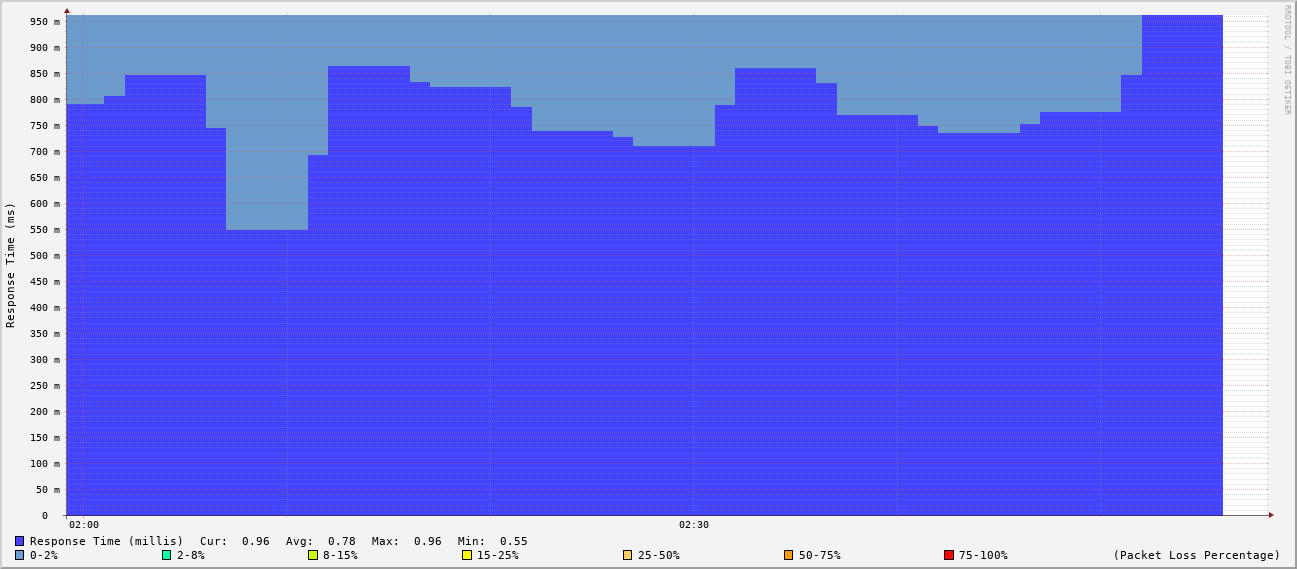 950 m
900 m
850 m
800 m
750 m
700 m
650 m
600 m
550 m
500 m
450 m
400 m
350 m
300 m
250 m
200 m
150 m
100 m
50 m
0
Response Time (ms)
RRDTOOL / TOBI OETIKER
02:00 02:30
Response Time (millis) Cur: 0.96 Avg: 0.78 Max: 0.96 Min: 0.55
0-2% 2-8% 8-15% 15-25% 25-50% 50-75% 75-100% (Packet Loss Percentage)